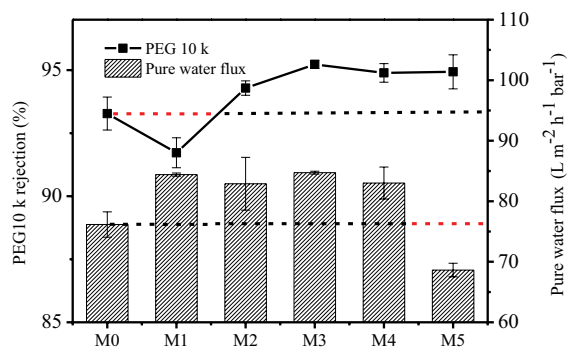 PEG 10 k
Pure water flux
PEG10 k rejection (%)
95
90
85
Pure water flux (L m-2 h-1 bar-1)
110
100
90
80
70
60
M0 M1 M2 M3 M4 M5